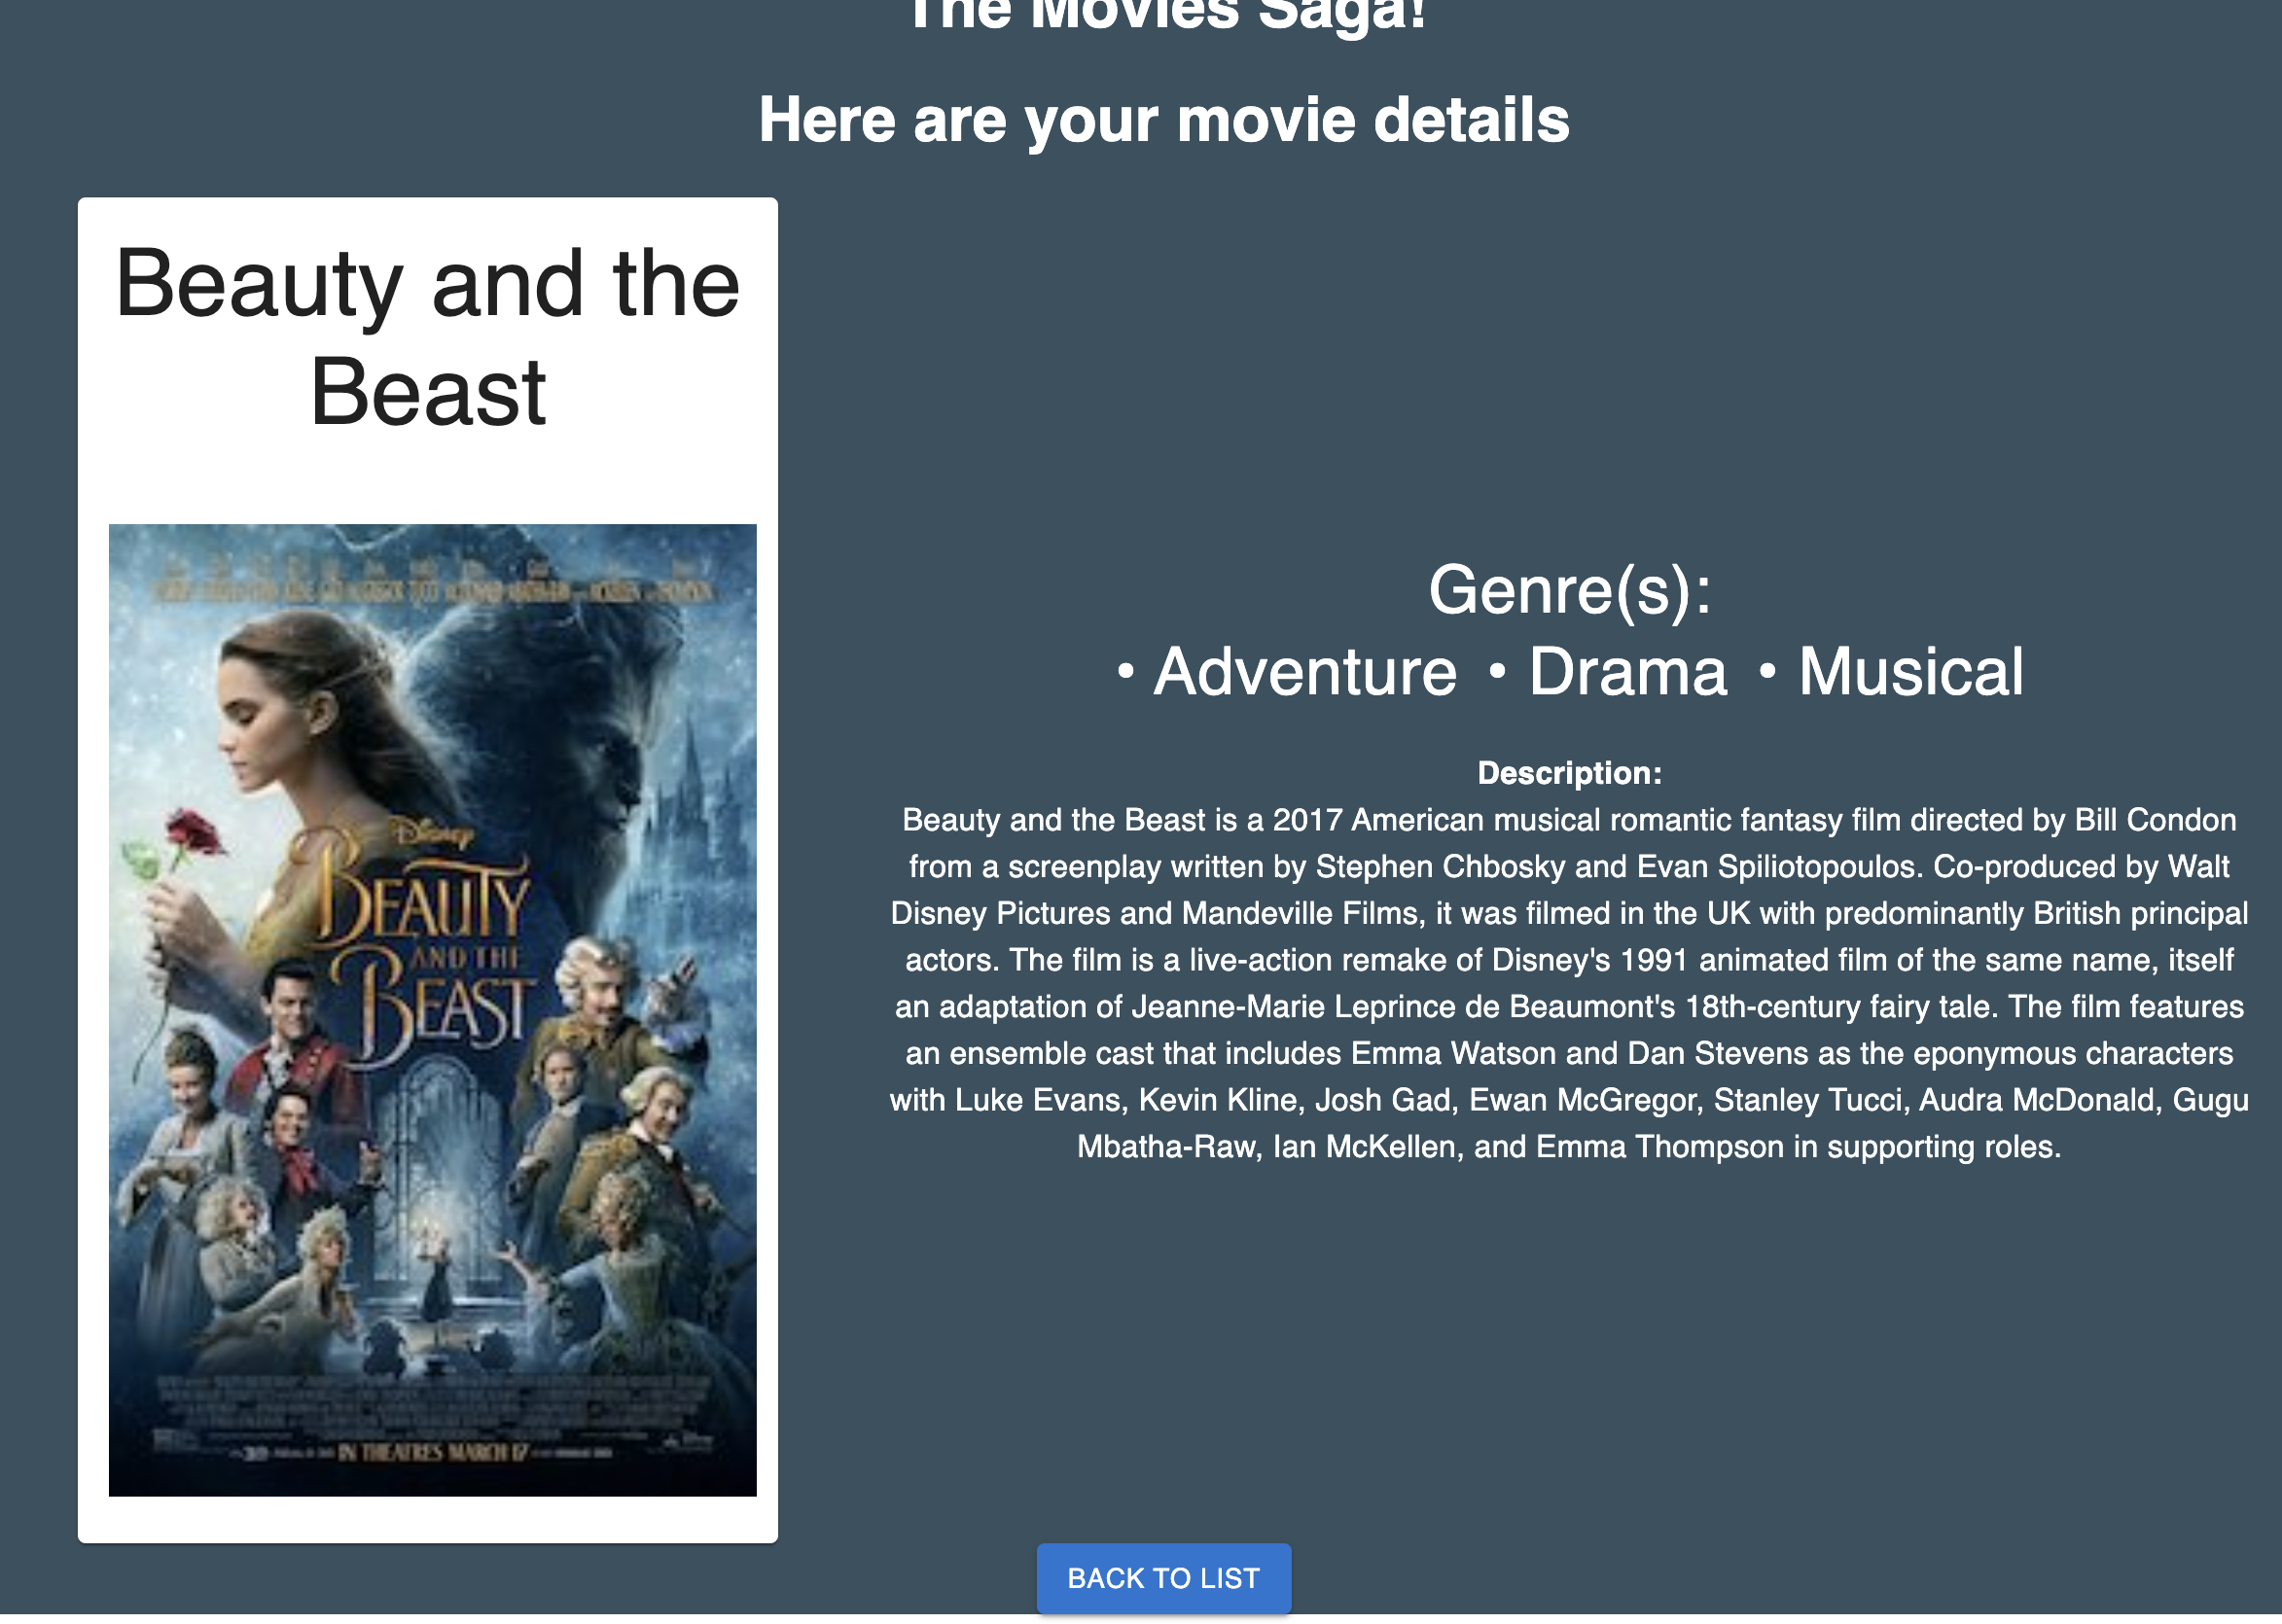 The Movies Saga!
Here are your movie details
Beauty and the
Beast
Disney
BEAUTY
AND THE
BEAST
IN THEATRES MARCH 17
Genre(s):
• Adventure • Drama • Musical
Description:
Beauty and the Beast is a 2017 American musical romantic fantasy film directed by Bill Condon
from a screenplay written by Stephen Chbosky and Evan Spiliotopoulos. Co-produced by Walt
Disney Pictures and Mandeville Films, it was filmed in the UK with predominantly British principal
actors. The film is a live-action remake of Disney's 1991 animated film of the same name, itself
an adaptation of Jeanne-Marie Leprince de Beaumont's 18th-century fairy tale. The film features
an ensemble cast that includes Emma Watson and Dan Stevens as the eponymous characters
with Luke Evans, Kevin Kline, Josh Gad, Ewan McGregor, Stanley Tucci, Audra McDonald, Gugu
Mbatha-Raw, Ian McKellen, and Emma Thompson in supporting roles.
BACK TO LIST